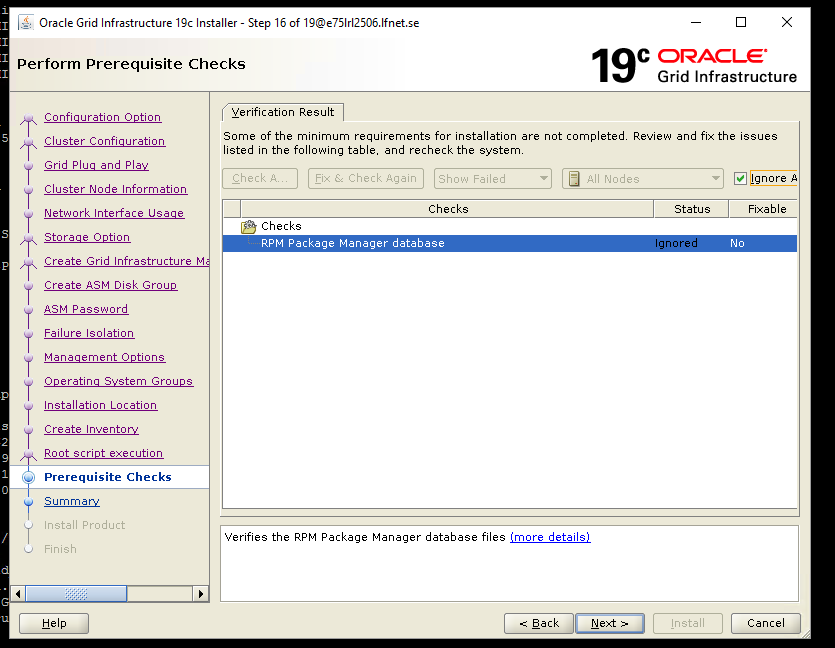 Oracle Grid Infrastructure 19c Installer - Step 16 of 19@e75lrl2506.lfnet.se
Perform Prerequisite Checks
19c ORACLE
Grid Infrastructure
Configuration Option
Cluster Configuration
Grid Plug and Play
Cluster Node Information
Network Interface Usage
Storage Option
Create Grid Infrastructure Ma
Create ASM Disk Group
ASM Password
Failure Isolation
Management Options
Operating System Groups
Installation Location
Create Inventory
Root script execution
Prerequisite Checks
Summary
Install Product
Finish
Verification Result
Some of the minimum requirements for installation are not completed. Review and fix the issues
listed in the following table, and recheck the system.
Check A... Fix & Check Again Show Failed All Nodes Ignore A
Checks Status Fixable
Checks
RPM Package Manager database Ignored No
Verifies the RPM Package Manager database files (more details)
Help < Back Next > Install Cancel